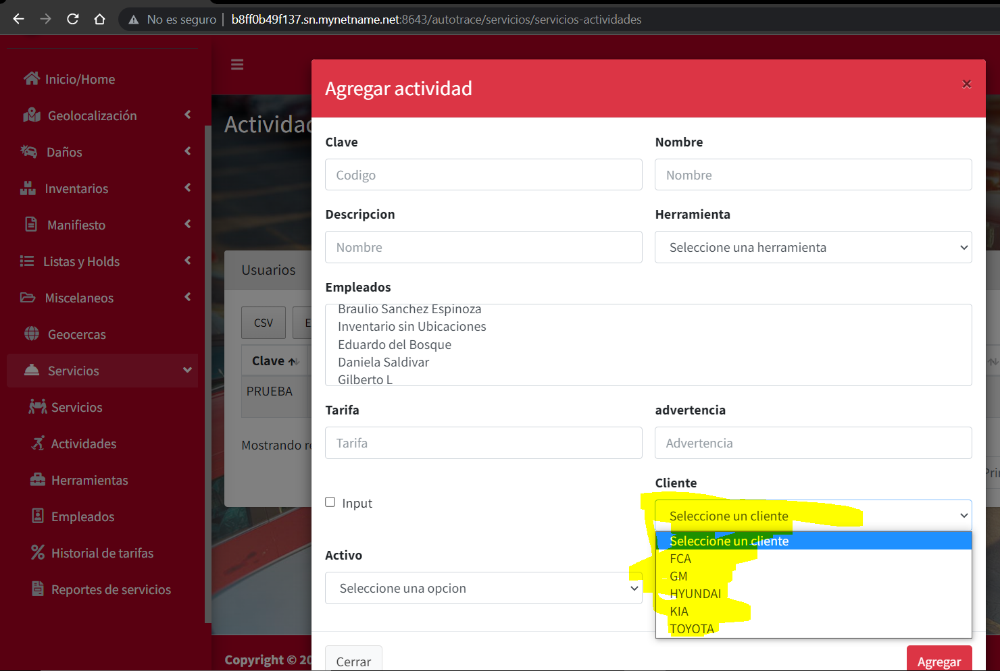 No es seguro | b8ff0b49f137.sn.mynetname.net:8643/autotrace/servicios/servicios-actividades
Inicio/Home
Geolocalización
Daños
Inventarios
Manifiesto
Listas y Holds
Miscelaneos
Geocercas
Servicios
Servicios
Actividades
Herramientas
Empleados
Historial de tarifas
Reportes de servicios
Actividad
Usuarios
CSV
E
Clave
PRUEBA
Mostrando re
Prin
Copyright © 20
Agregar actividad ×
Clave
Codigo
Nombre
Nombre
Descripcion
Nombre
Herramienta
Seleccione una herramienta
Empleados
Braulio Sanchez Espinoza
Inventario sin Ubicaciones
Eduardo del Bosque
Daniela Saldivar
Gilberto L
Tarifa
Tarifa
advertencia
Advertencia
Input
Cliente
Seleccione un cliente
Seleccione un cliente
FCA
GM
HYUNDAI
KIA
TOYOTA
Activo
Seleccione una opcion
Cerrar
Agregar